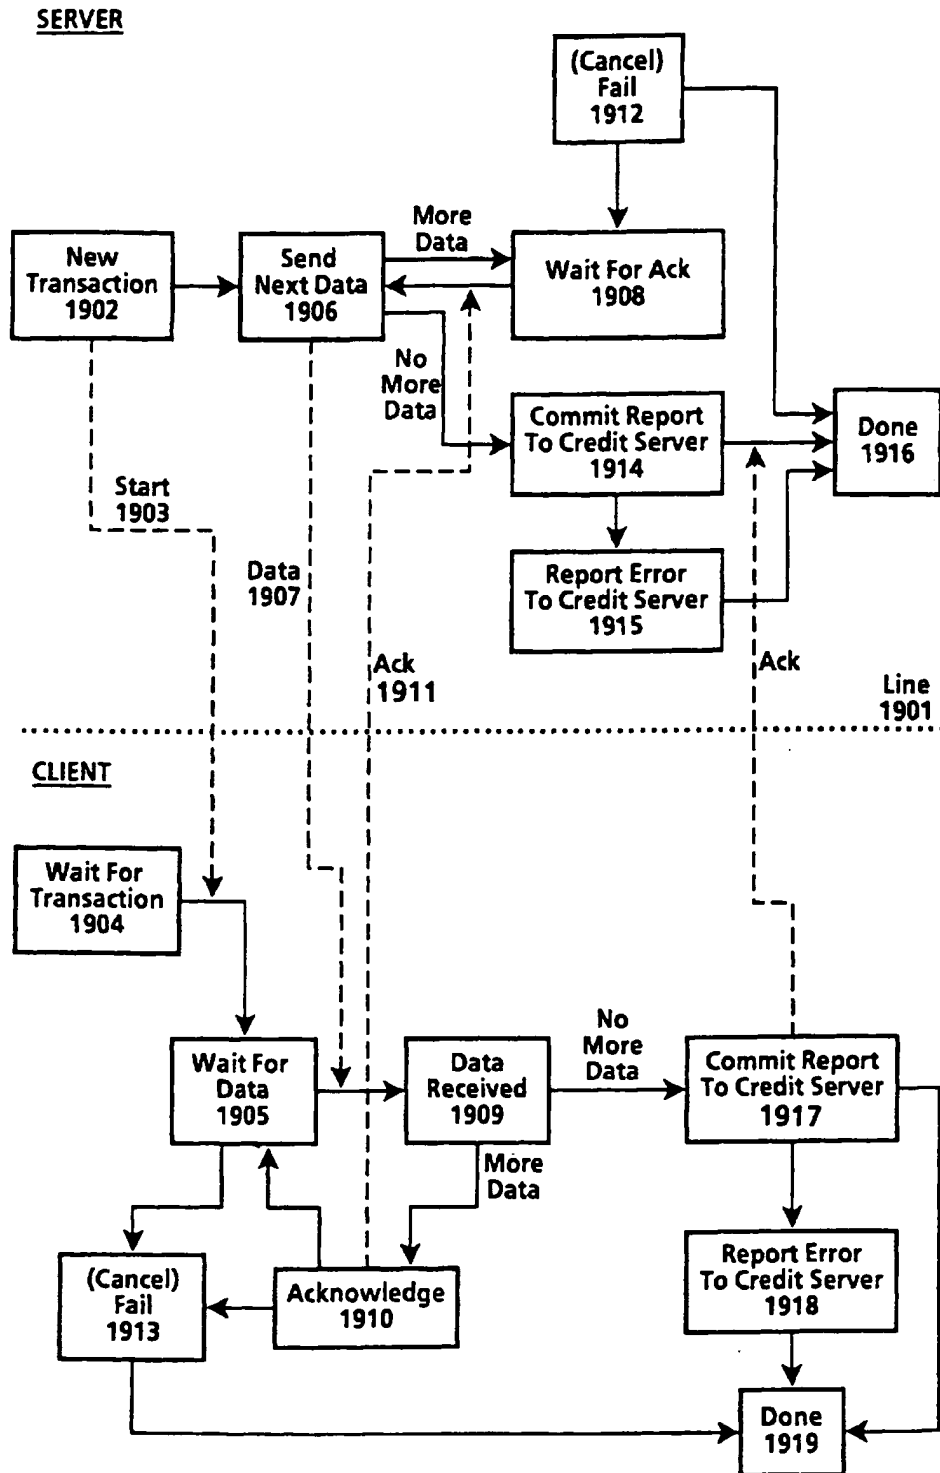 SERVER
(Cancel)
Fail
1912
New
Transaction
1902
Send
Next Data
1906
More
Data
Wait For Ack
1908
No
More
Data
Commit Report
To Credit Server
1914
Done
1916
Start
1903
Data
1907
Report Error
To Credit Server
1915
Ack
1911
Ack
Line
1901
CLIENT
Wait For
Transaction
1904
Wait For
Data
1905
Data
Received
1909
No
More
Data
Commit Report
To Credit Server
1917
More
Data
(Cancel)
Fail
1913
Acknowledge
1910
Report Error
To Credit Server
1918
Done
1919